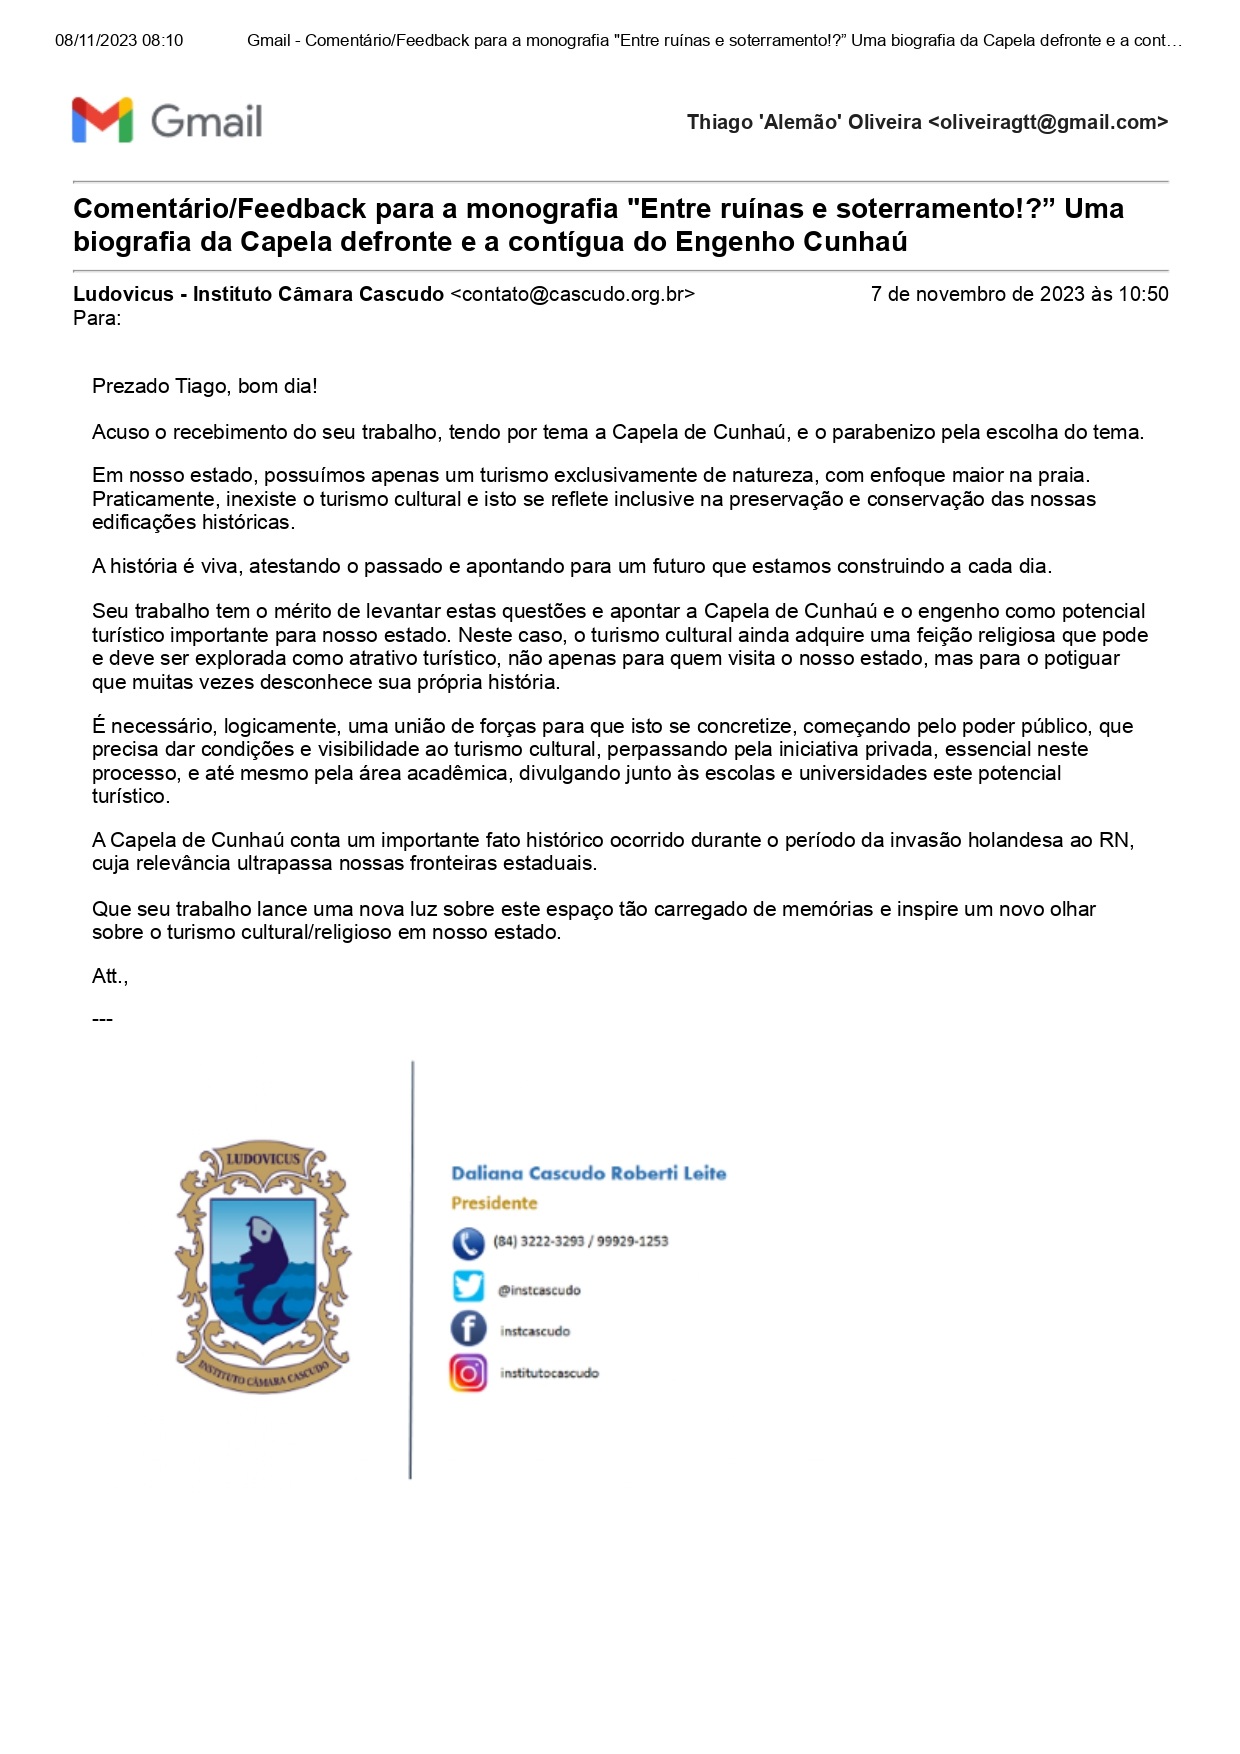 08/11/2023 08:10
Gmail - Comentário/Feedback para a monografia "Entre ruínas e soterramento!?” Uma biografia da Capela defronte e a cont…
Gmail
Thiago 'Alemão' Oliveira <oliveiragtt@gmail.com>
Comentário/Feedback para a monografia "Entre ruínas e soterramento!?” Uma
biografia da Capela defronte e a contígua do Engenho Cunhaú
Ludovicus - Instituto Câmara Cascudo <contato@cascudo.org.br>
7 de novembro de 2023 às 10:50
Para:
Prezado Tiago, bom dia!
Acuso o recebimento do seu trabalho, tendo por tema a Capela de Cunhaú, e o parabenizo pela escolha do tema.
Em nosso estado, possuímos apenas um turismo exclusivamente de natureza, com enfoque maior na praia.
Praticamente, inexiste o turismo cultural e isto se reflete inclusive na preservação e conservação das nossas
edificações históricas.
A história é viva, atestando o passado e apontando para um futuro que estamos construindo a cada dia.
Seu trabalho tem o mérito de levantar estas questões e apontar a Capela de Cunhaú e o engenho como potencial
turístico importante para nosso estado. Neste caso, o turismo cultural ainda adquire uma feição religiosa que pode
e deve ser explorada como atrativo turístico, não apenas para quem visita o nosso estado, mas para o potiguar
que muitas vezes desconhece sua própria história.
É necessário, logicamente, uma união de forças para que isto se concretize, começando pelo poder público, que
precisa dar condições e visibilidade ao turismo cultural, perpassando pela iniciativa privada, essencial neste
processo, e até mesmo pela área acadêmica, divulgando junto às escolas e universidades este potencial
turístico.
A Capela de Cunhaú conta um importante fato histórico ocorrido durante o período da invasão holandesa ao RN,
cuja relevância ultrapassa nossas fronteiras estaduais.
Que seu trabalho lance uma nova luz sobre este espaço tão carregado de memórias e inspire um novo olhar
sobre o turismo cultural/religioso em nosso estado.
Att.,
---
LUDOVICUS
INSTITUTO CÂMARA CASCUDO
Daliana Cascudo Roberti Leite
Presidente
(84) 3222-3293 / 99929-1253
@instcascudo
instcascudo
institutocascudo